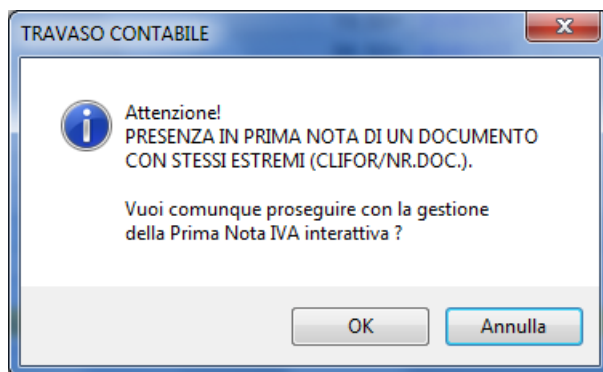 TRAVASO CONTABILE
Attenzione!
PRESENZA IN PRIMA NOTA DI UN DOCUMENTO
CON STESSI ESTREMI (CLIFOR/NR.DOC.).
Vuoi comunque proseguire con la gestione
della Prima Nota IVA interattiva ?
OK
Annulla